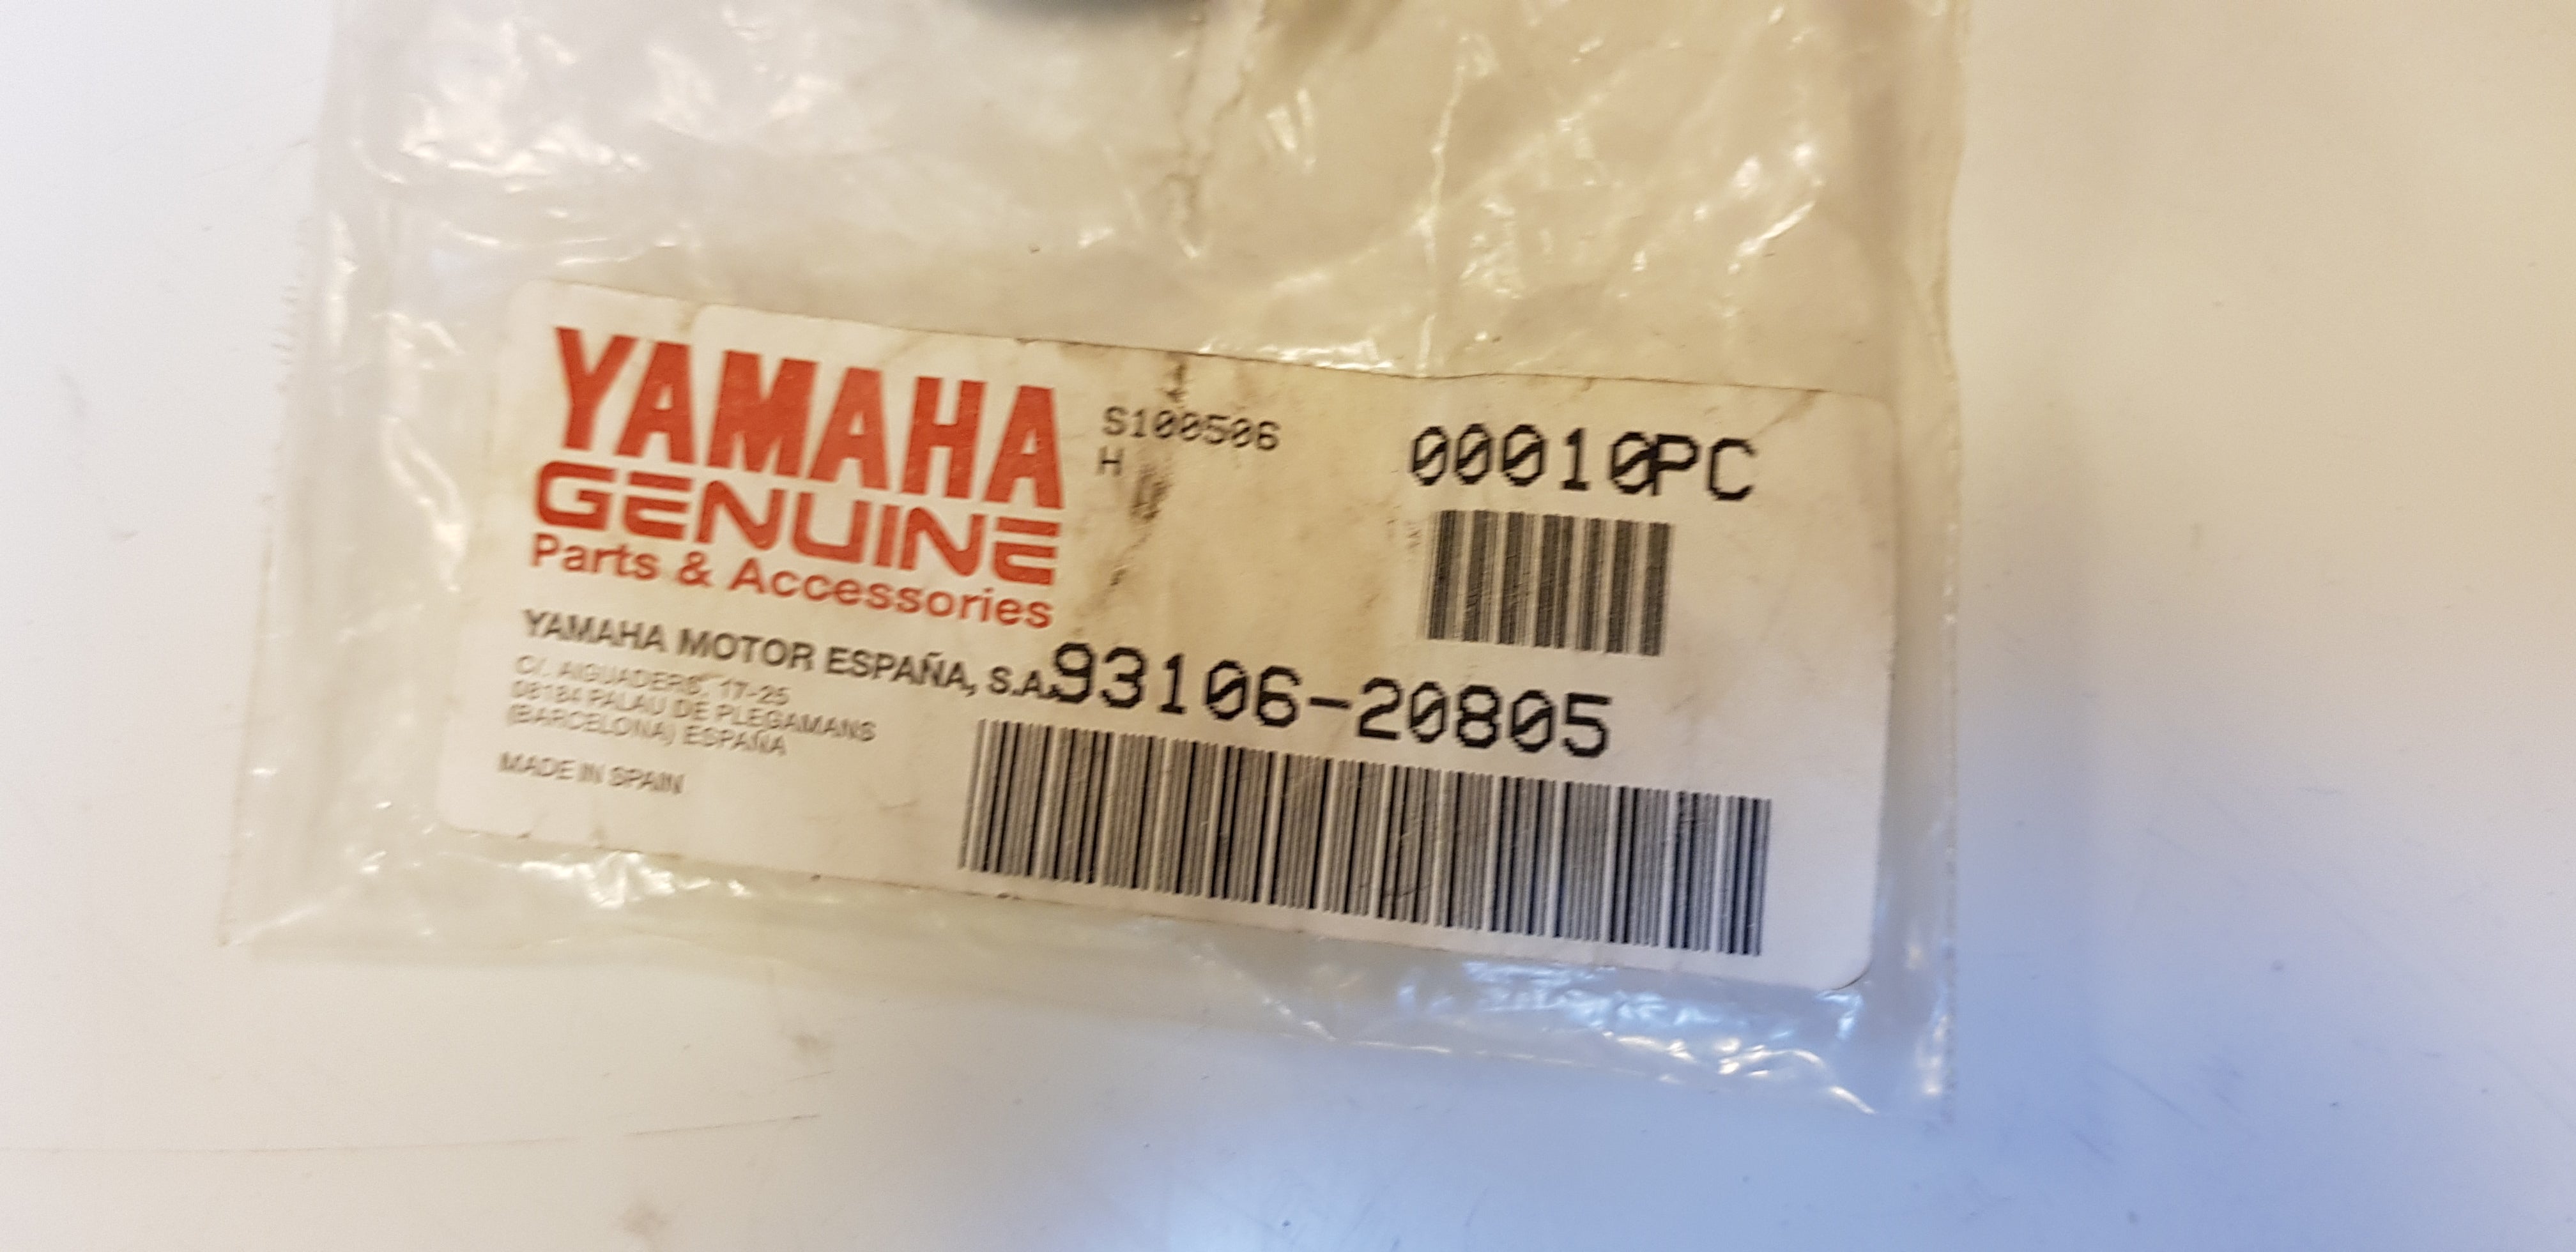 YAMAHA
GENUINE
Parts & Accessories
S100506
H
00010PC
YAMAHA MOTOR ESPAÑA, S.A.
93106-20805
C/. AIGUADERS, 17-25
08184 PALAU DE PLEGAMANS
(BARCELONA) ESPAÑA
MADE IN SPAIN